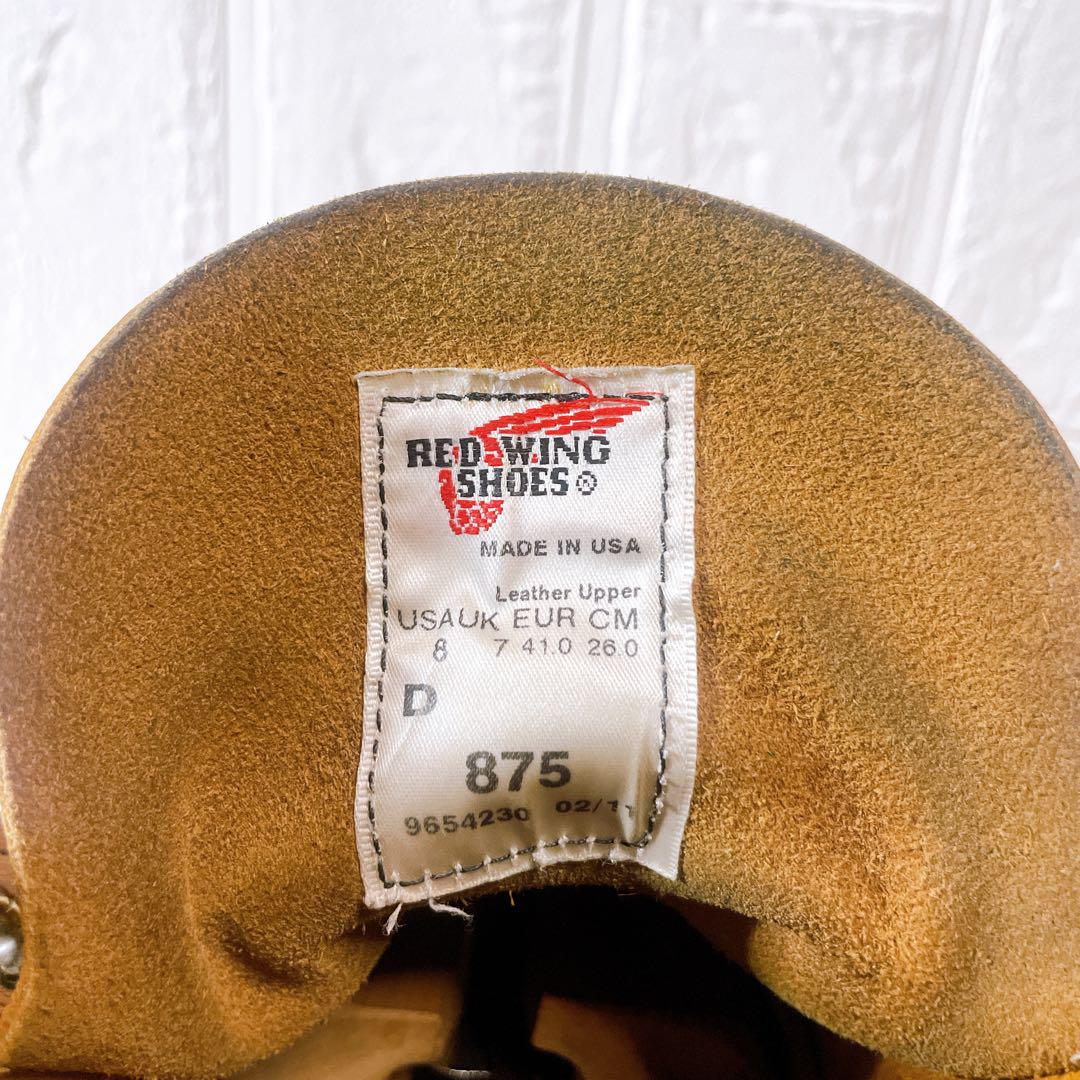 RED WING
SHOES ®
MADE IN USA
Leather Upper
USA UK EUR CM
8 7 41.0 26.0
D
875
9654230 02/11